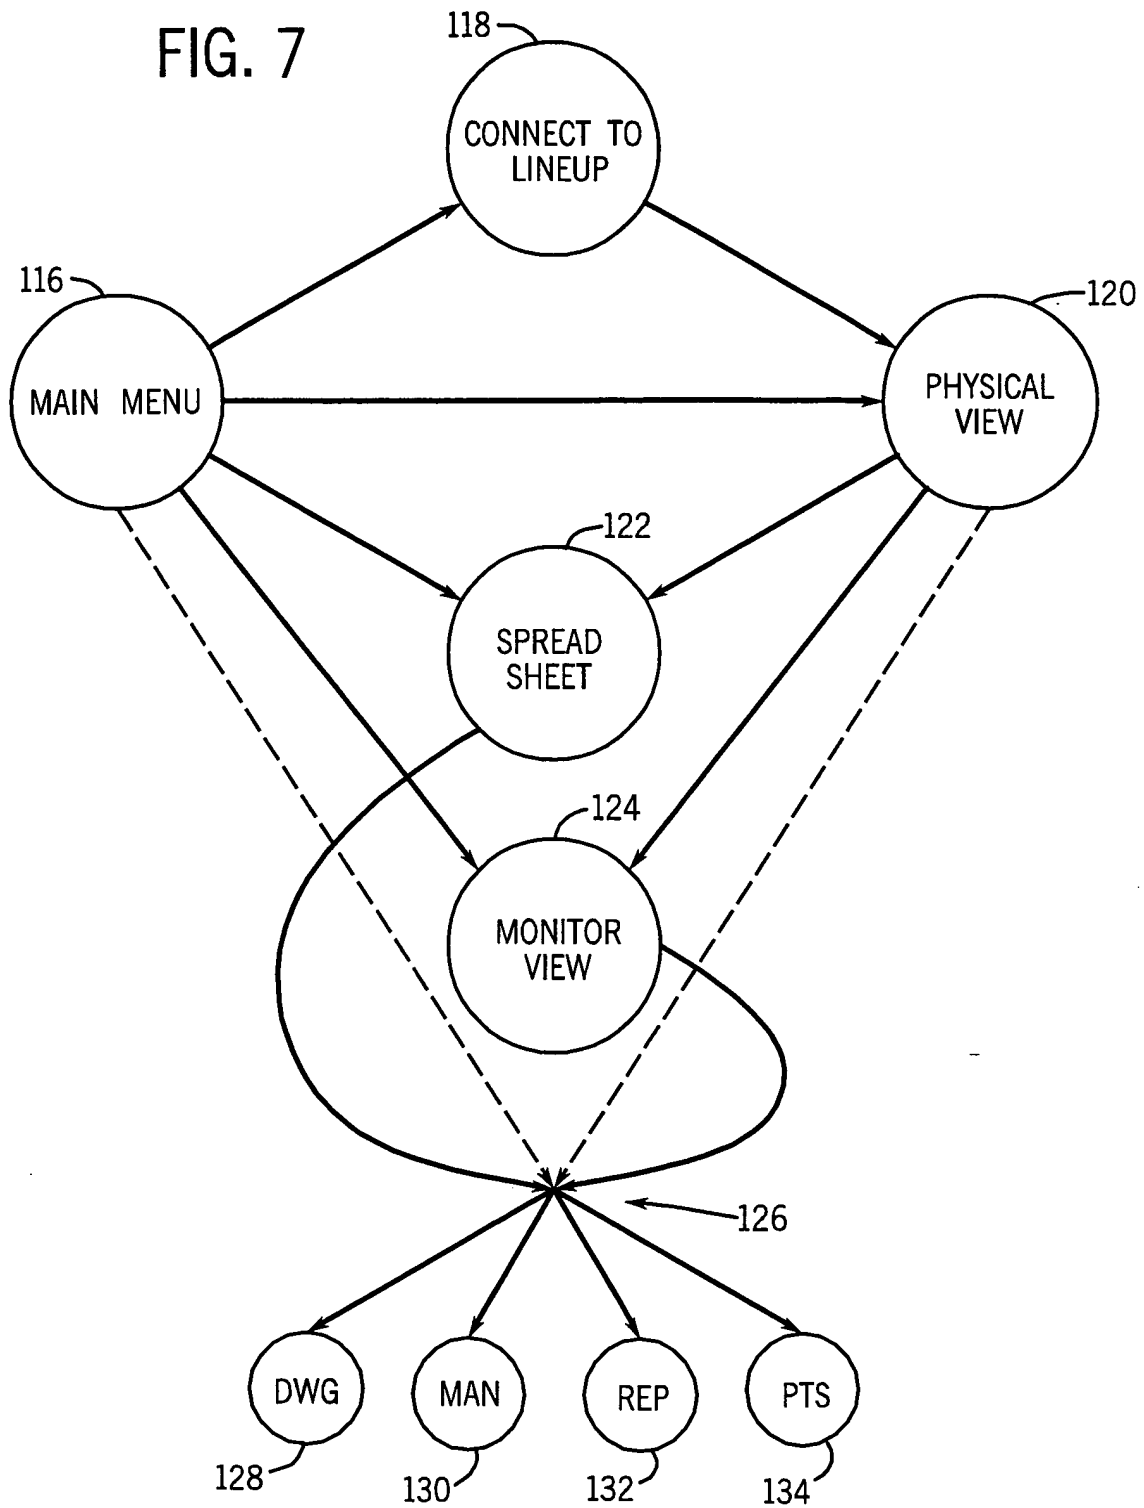 FIG. 7
118
CONNECT TO
LINEUP
116
MAIN MENU
120
PHYSICAL
VIEW
122
SPREAD
SHEET
124
MONITOR
VIEW
126
DWG
MAN
REP
PTS
128
130
132
134